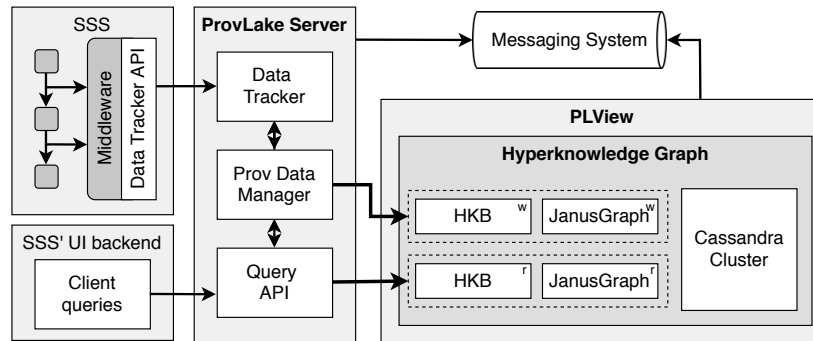 SSS
Middleware
Data Tracker API
SSS' UI backend
Client
queries
ProvLake Server
Data
Tracker
Prov Data
Manager
Query
API
Messaging System
PLView
Hyperknowledge Graph
HKB w
JanusGraph w
HKB r
JanusGraph r
Cassandra
Cluster